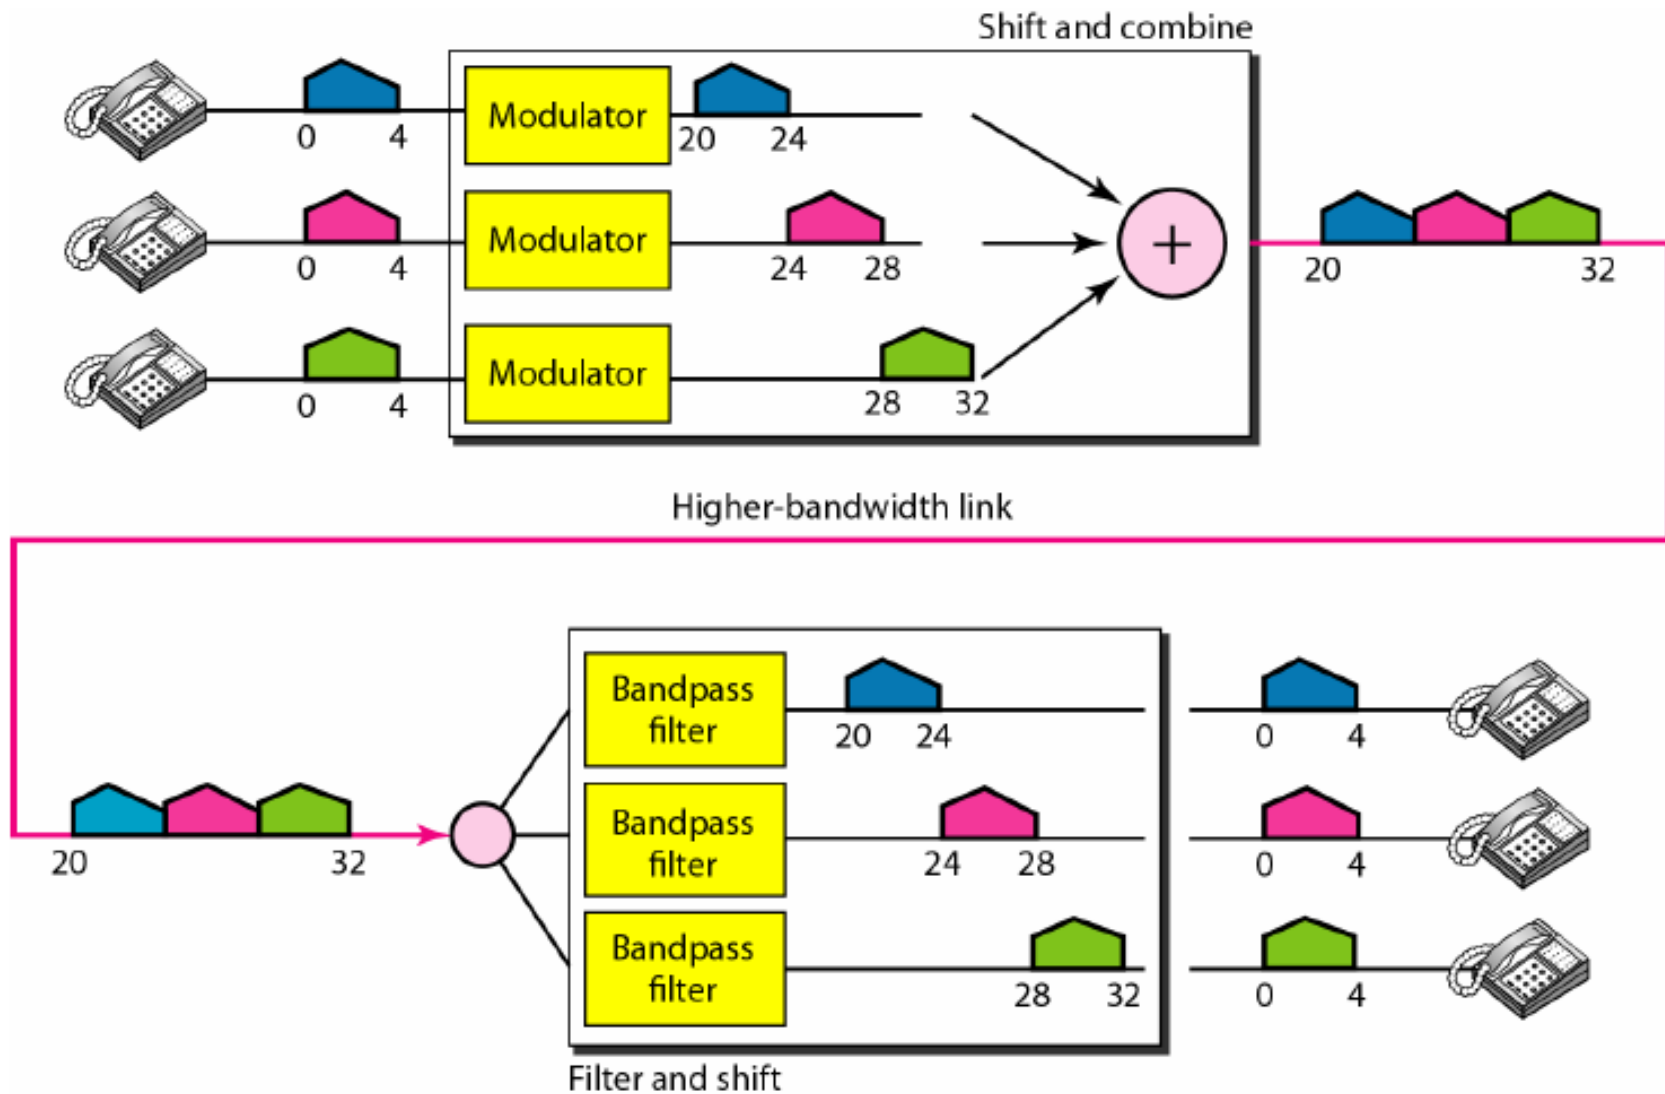 Shift and combine
Modulator
0 4
20 24
Modulator
0 4
24 28
20 32
Modulator
0 4
28 32
Higher-bandwidth link
Bandpass
filter
20 24
0 4
Bandpass
filter
20 32
24 28
0 4
Bandpass
filter
28 32
0 4
Filter and shift